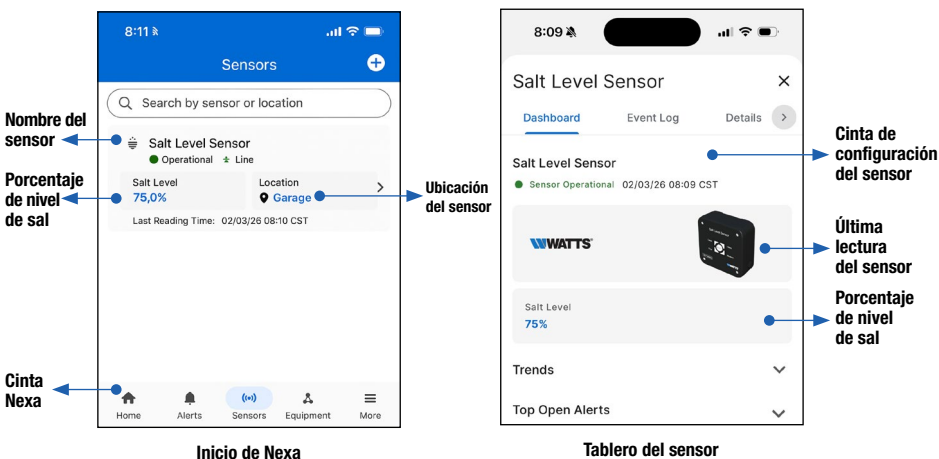 8:11
Sensors
Search by sensor or location
Nombre del
sensor
Salt Level Sensor
Operational
Line
Porcentaje
de nivel
de sal
Salt Level
75,0%
Location
Garage
Ubicación
del sensor
Last Reading Time: 02/03/26 08:10 CST
Cinta
Nexa
Home
Alerts
Sensors
Equipment
More
Inicio de Nexa
8:09
Salt Level Sensor
Dashboard
Event Log
Details
Salt Level Sensor
Sensor Operational 02/03/26 08:09 CST
Cinta de
configuración
del sensor
WATTS
Última
lectura
del sensor
Salt Level
75%
Porcentaje
de nivel
de sal
Trends
Top Open Alerts
Tablero del sensor